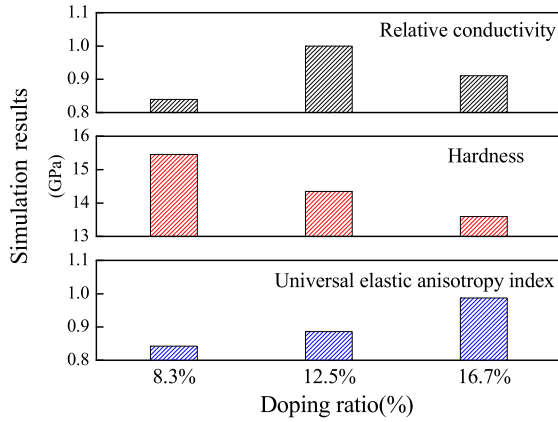 Simulation results
(GPa)
1.1
Relative conductivity
1.0
0.9
0.8
16
Hardness
15
14
13
1.1
Universal elastic anisotropy index
1.0
0.9
0.8
8.3% 12.5% 16.7%
Doping ratio(%)